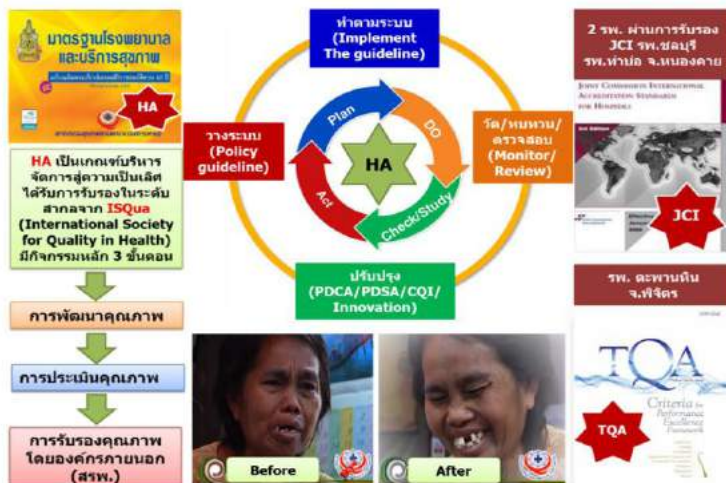 มาตรฐานโรงพยาบาล
และบริการสุขภาพ
HA
HA เป็นเกณฑ์บริหาร
จัดการสู่ความเป็นเลิศ
ได้รับการรับรองในระดับ
สากลจาก ISQua
(International Society
for Quality in Health)
มีกิจกรรมหลัก 3 ขั้นตอน
การพัฒนาคุณภาพ
การประเมินคุณภาพ
การรับรองคุณภาพ
โดยองค์กรภายนอก
(สรพ.)
ทำตามระบบ
(Implement
The guideline)
วางระบบ
(Policy
guideline)
Plan
DO
HA
Act
Check/Study
วัด/ทบทวน/
ตรวจสอบ
(Monitor/
Review)
ปรับปรุง
(PDCA/PDSA/CQI/
Innovation)
Before
After
2 รพ. ผ่านการรับรอง
JCI รพ.ชลบุรี
รพ.ท่าบ่อ จ.หนองคาย
JOINT COMMISSION INTERNATIONAL
ACCREDITATION STANDARDS
FOR HOSPITALS
JCI
รพ. ตะพานหิน
จ.พิจิตร
TQA
Criteria for
Performance
Excellence
Framework
TQA